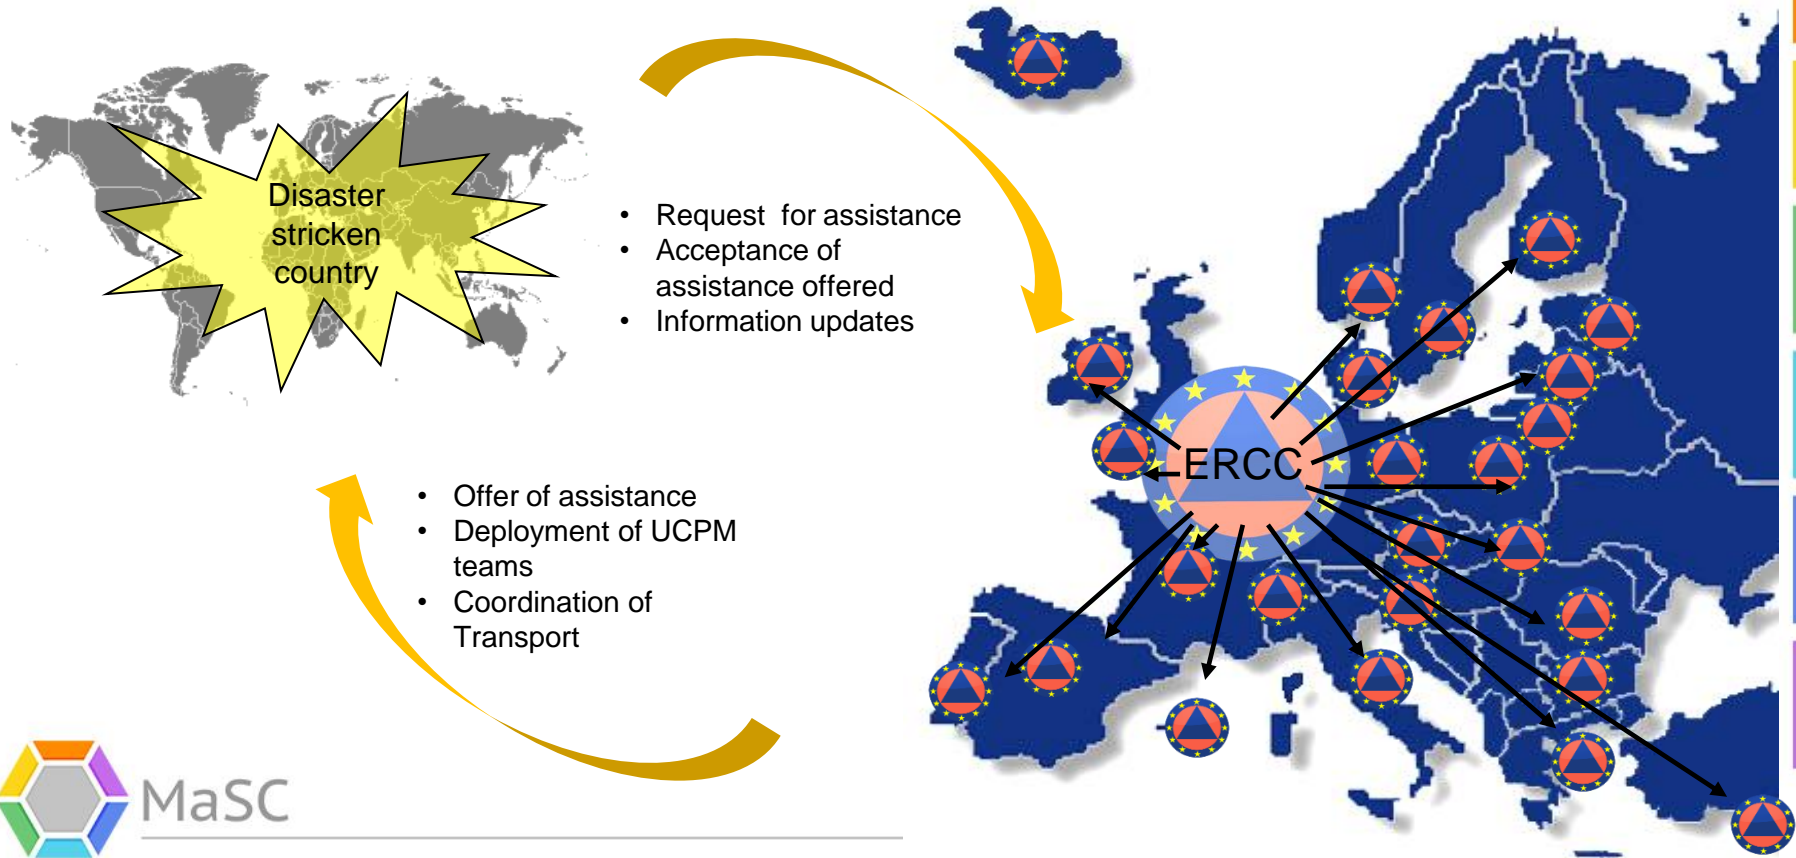 Disaster
stricken
country
• Request for assistance
• Acceptance of
assistance offered
• Information updates
ERCC
• Offer of assistance
• Deployment of UCPM
teams
• Coordination of
Transport
MaSC